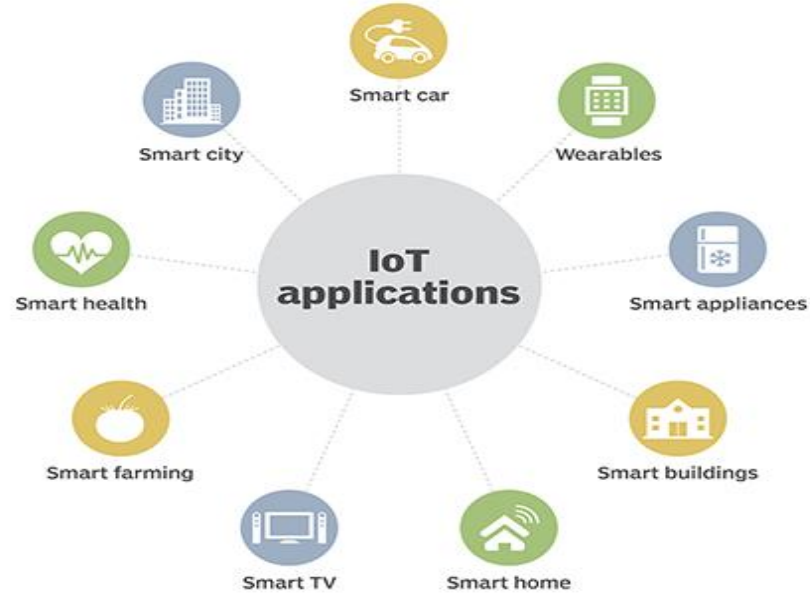 Smart car
Smart city
Wearables
IoT
applications
Smart health
Smart appliances
Smart farming
Smart buildings
Smart TV
Smart home